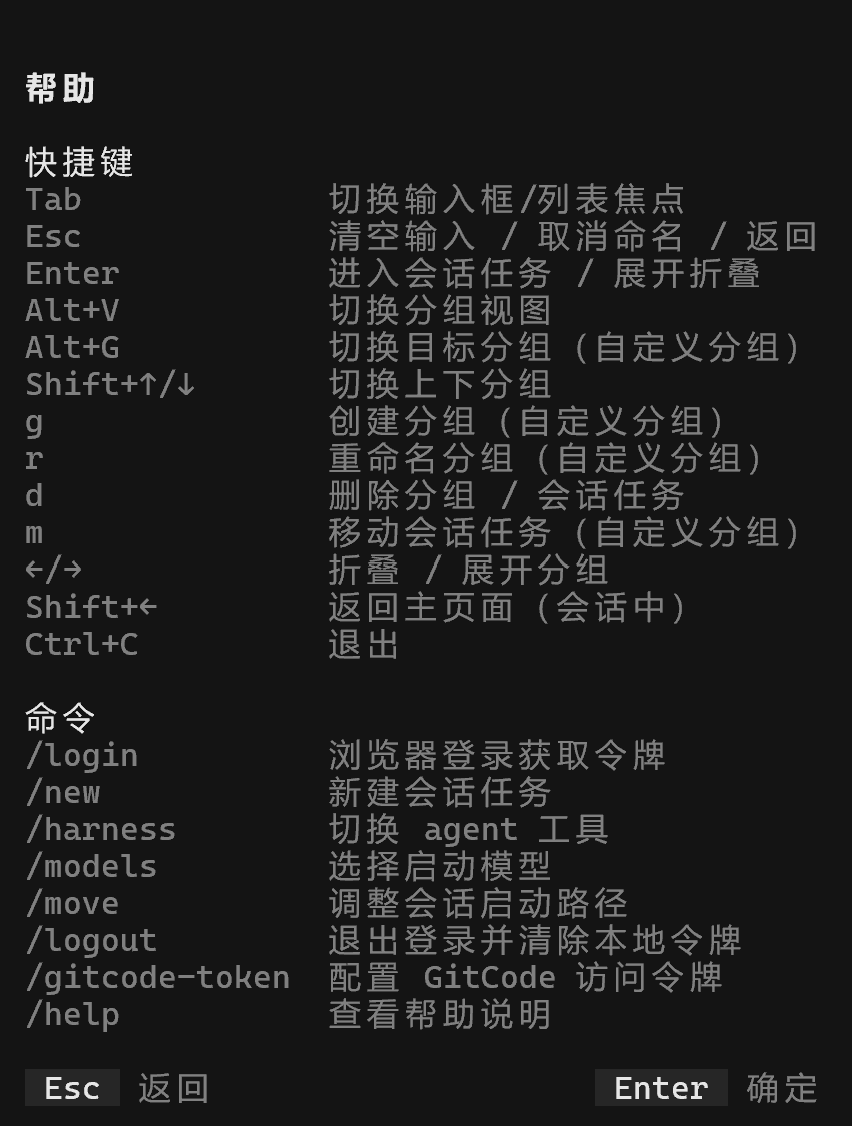 帮助
快捷键
Tab 切换输入框/列表焦点
Esc 清空输入 / 取消命名 / 返回
Enter 进入会话任务 / 展开折叠
Alt+V 切换分组视图
Alt+G 切换目标分组 (自定义分组)
Shift+↑/↓ 切换上下分组
g 创建分组 (自定义分组)
r 重命名分组 (自定义分组)
d 删除分组 / 会话任务
m 移动会话任务 (自定义分组)
←/→ 折叠 / 展开分组
Shift+← 返回主页面 (会话中)
Ctrl+C 退出
命令
/login 浏览器登录获取令牌
/new 新建会话任务
/harness 切换 agent 工具
/models 选择启动模型
/move 调整会话启动路径
/logout 退出登录并清除本地令牌
/gitcode-token 配置 GitCode 访问令牌
/help 查看帮助说明
Esc 返回 Enter 确定